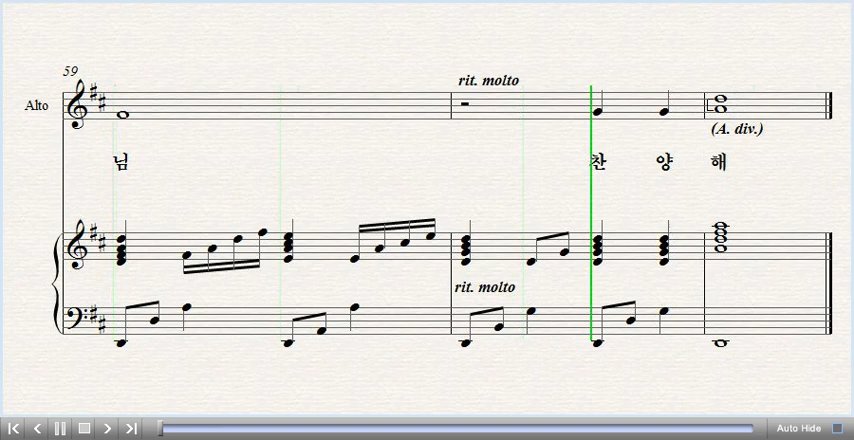 59
rit. molto
Alto
(A. div.)
님 찬 양 해
rit. molto
Auto Hide